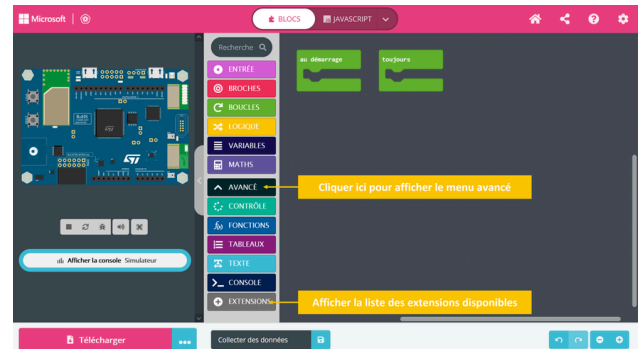 Microsoft
BLOCS
JAVASCRIPT
Recherche
ENTRÉE
BROCHES
BOUCLES
LOGIQUE
VARIABLES
MATHS
AVANCÉ
CONTRÔLE
f(x) FONCTIONS
TABLEAUX
TEXTE
CONSOLE
EXTENSIONS
au démarrage
toujours
Cliquer ici pour afficher le menu avancé
Afficher la liste des extensions disponibles
Afficher la console Simulateur
Télécharger
Collecter des données